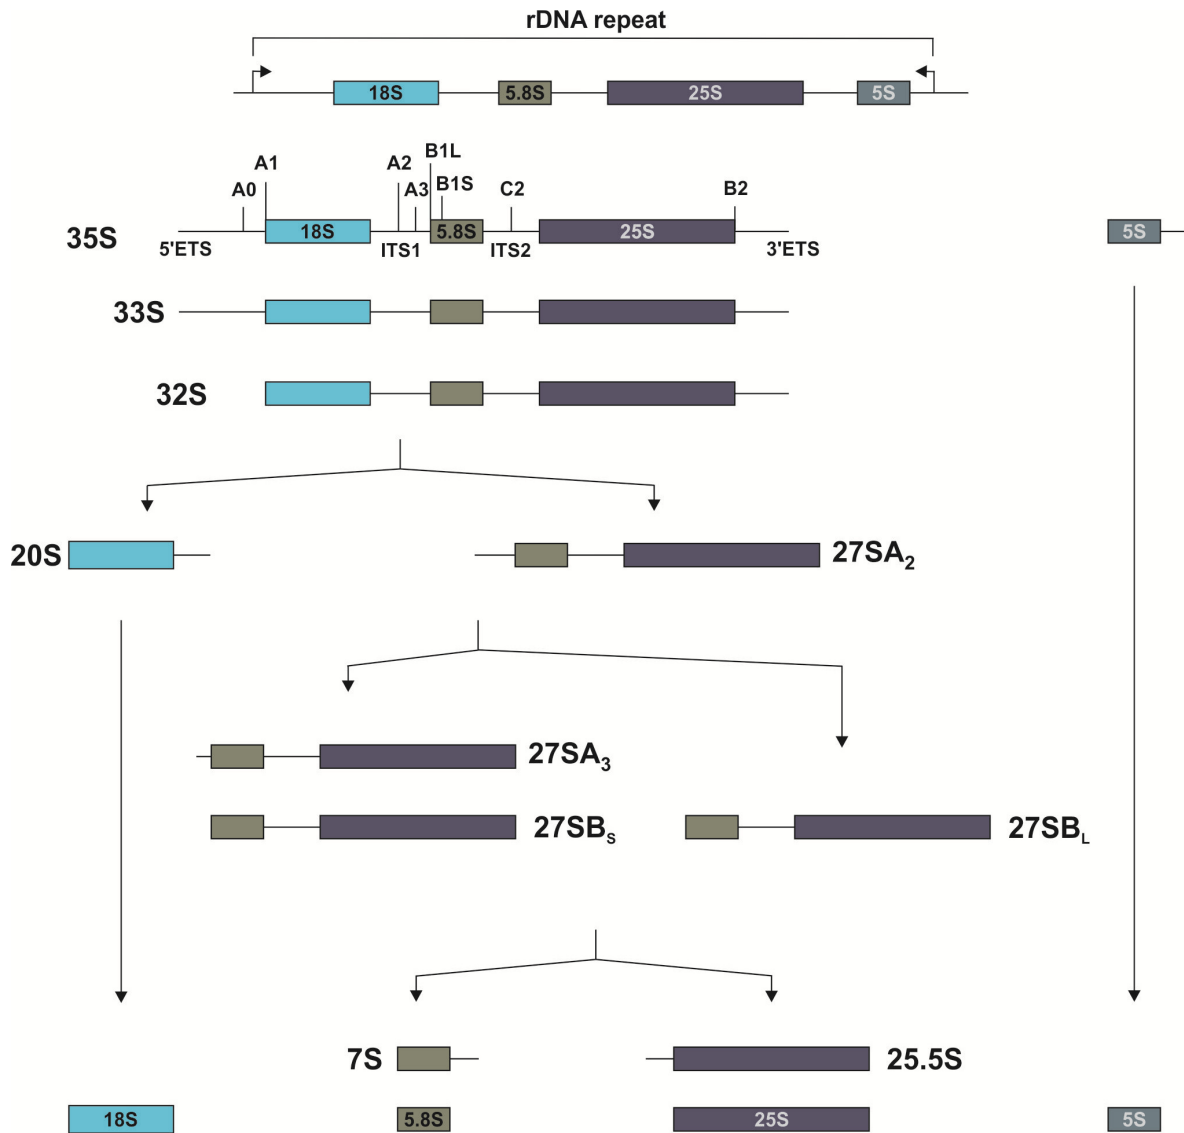 rDNA repeat
18S 5.8S 25S 5S
A0 A1 A2 A3 B1L B1S C2 B2
35S 18S 5.8S 25S 5S
5'ETS ITS1 ITS2 3'ETS
33S
32S
20S 27SA₂
27SA₃
27SBₛ 27SB_L
7S 25.5S
18S 5.8S 25S 5S